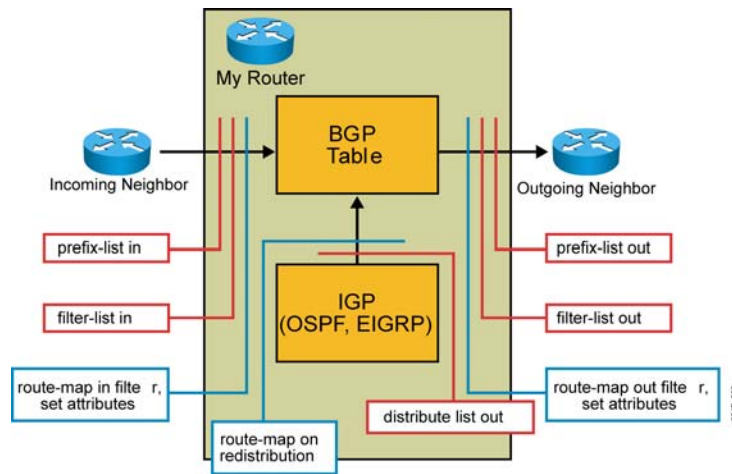 My Router
BGP
Table
Incoming Neighbor
Outgoing Neighbor
prefix-list in
prefix-list out
IGP
(OSPF, EIGRP)
filter-list in
filter-list out
route-map in filte r,
set attributes
route-map out filte r,
set attributes
distribute list out
route-map on
redistribution